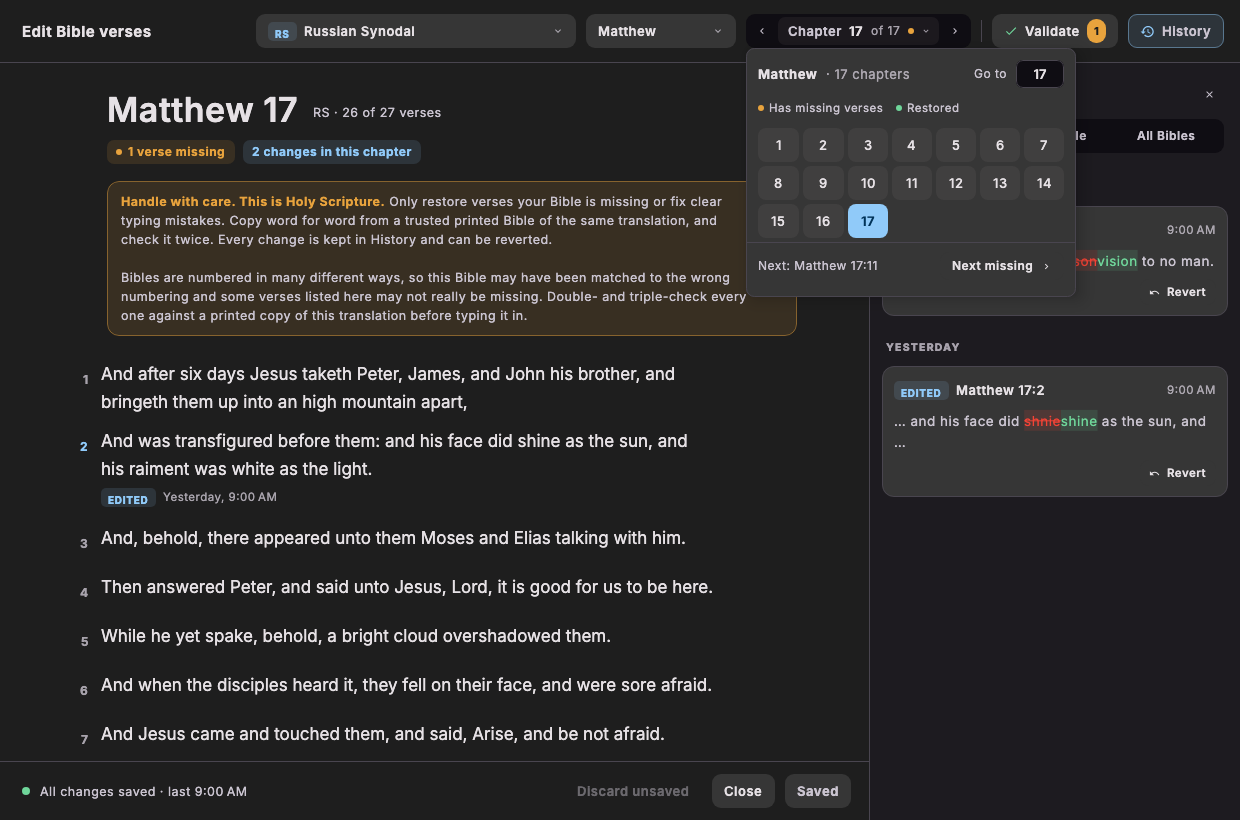 Edit Bible verses
RS Russian Synodal
Matthew
Chapter 17 of 17
Validate 1
History
Matthew 17 RS · 26 of 27 verses
1 verse missing
2 changes in this chapter
Handle with care. This is Holy Scripture. Only restore verses your Bible is missing or fix clear
typing mistakes. Copy word for word from a trusted printed Bible of the same translation, and
check it twice. Every change is kept in History and can be reverted.
Bibles are numbered in many different ways, so this Bible may have been matched to the wrong
numbering and some verses listed here may not really be missing. Double- and triple-check every
one against a printed copy of this translation before typing it in.
1 And after six days Jesus taketh Peter, James, and John his brother, and
bringeth them up into an high mountain apart,
2 And was transfigured before them: and his face did shine as the sun, and
his raiment was white as the light.
EDITED Yesterday, 9:00 AM
3 And, behold, there appeared unto them Moses and Elias talking with him.
4 Then answered Peter, and said unto Jesus, Lord, it is good for us to be here.
5 While he yet spake, behold, a bright cloud overshadowed them.
6 And when the disciples heard it, they fell on their face, and were sore afraid.
7 And Jesus came and touched them, and said, Arise, and be not afraid.
All changes saved · last 9:00 AM
Discard unsaved
Close
Saved
Matthew · 17 chapters
Go to 17
Has missing verses
Restored
1 2 3 4 5 6 7
8 9 10 11 12 13 14
15 16 17
Next: Matthew 17:11
Next missing ›
×
All Bibles
9:00 AM
vision to no man.
Revert
YESTERDAY
EDITED Matthew 17:2 9:00 AM
... and his face did shnieshine as the sun, and
...
Revert